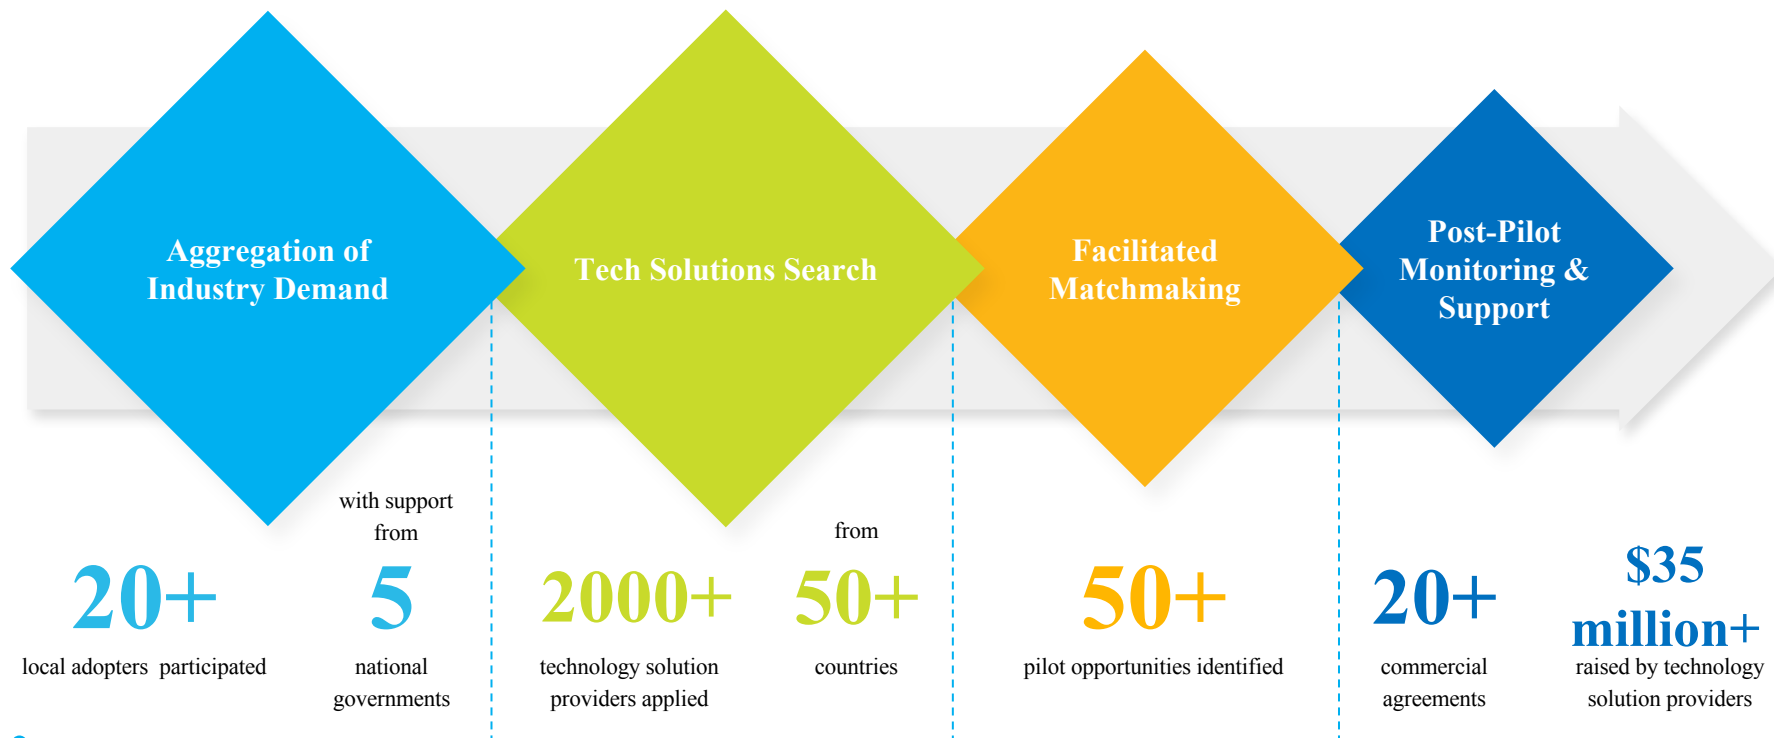 Aggregation of
Industry Demand
Tech Solutions Search
Facilitated
Matchmaking
Post-Pilot
Monitoring &
Support
20+
local adopters participated
with support
from
5
national
governments
2000+
technology solution
providers applied
from
50+
countries
50+
pilot opportunities identified
20+
commercial
agreements
$35
million+
raised by technology
solution providers